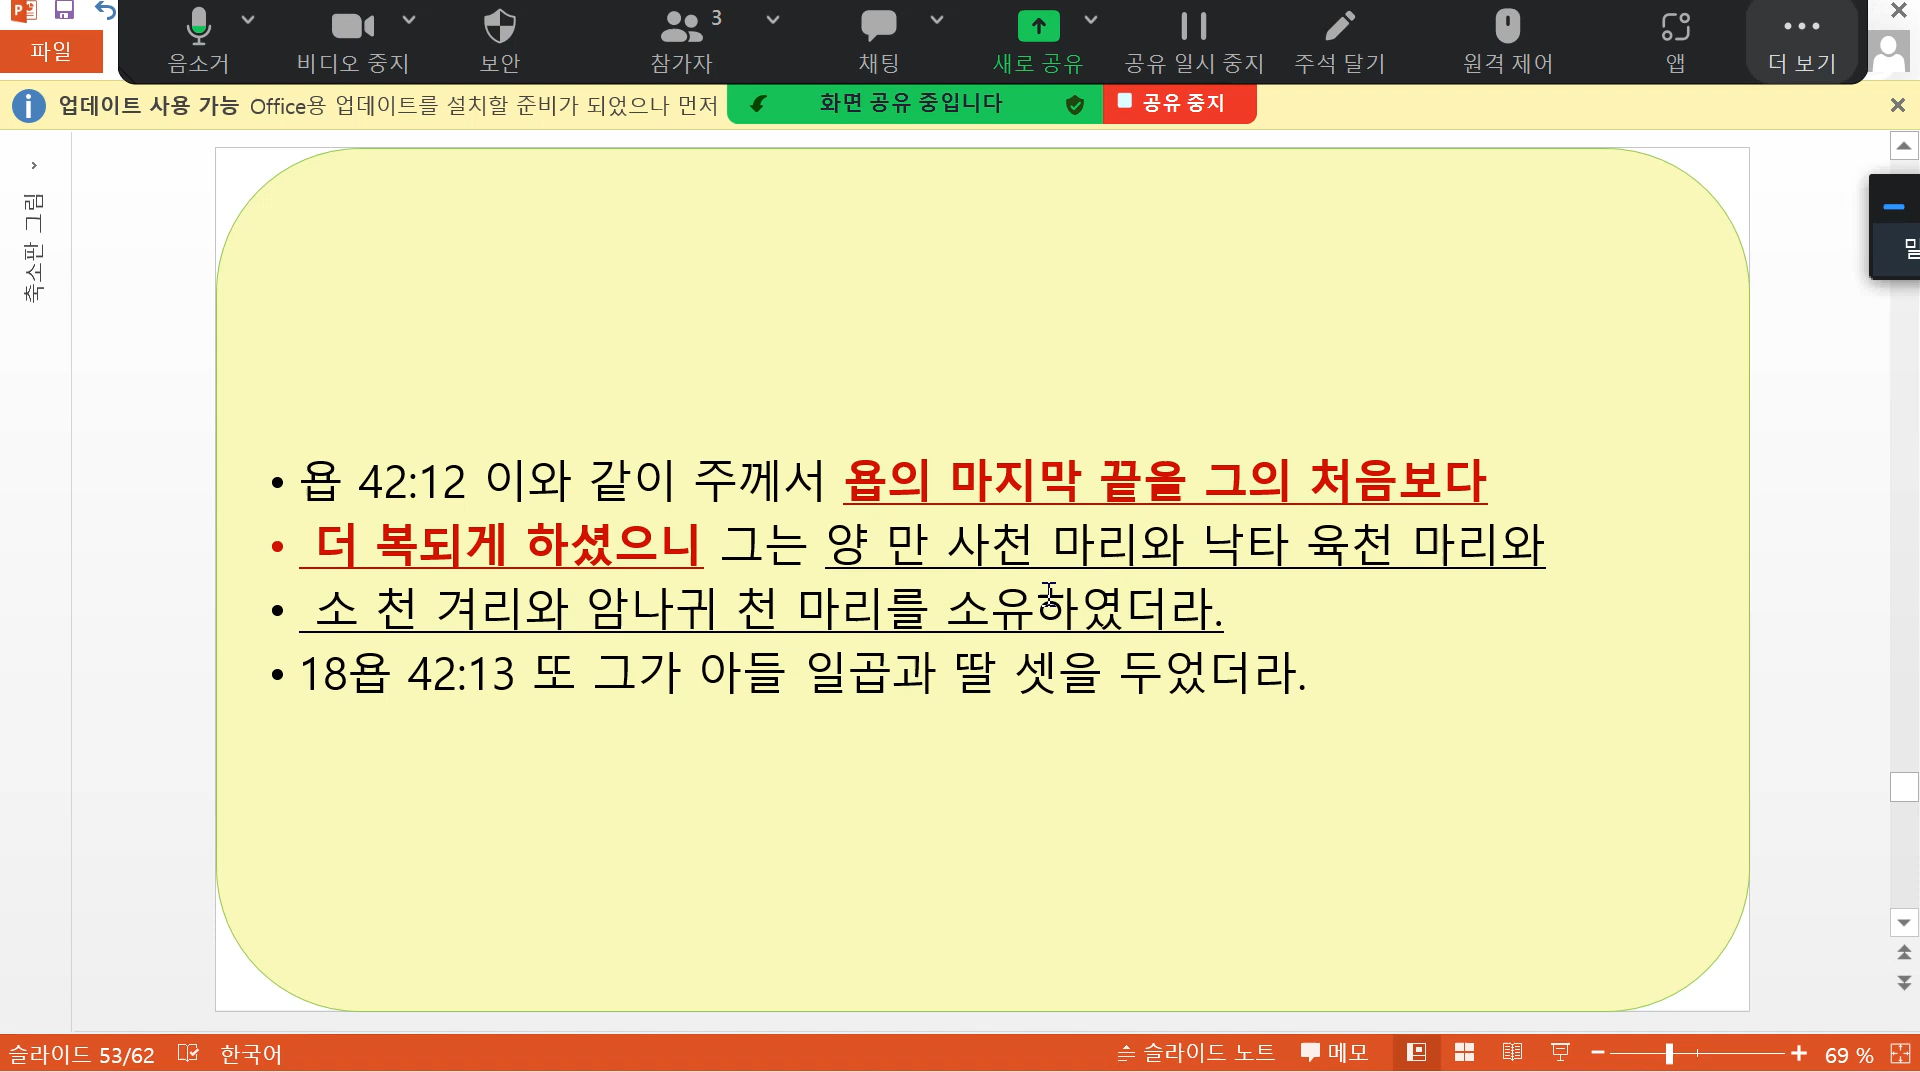 음소거
비디오 중지
보안
참가자
3
채팅
새로 공유
공유 일시 중지
주석 달기
원격 제어
앱
더 보기
파일
업데이트 사용 가능 Office용 업데이트를 설치할 준비가 되었으나 먼저
화면 공유 중입니다
공유 중지
축소판 그림
• 욥 42:12 이와 같이 주께서 욥의 마지막 끝을 그의 처음보다
• 더 복되게 하셨으니 그는 양 만 사천 마리와 낙타 육천 마리와
• 소 천 겨리와 암나귀 천 마리를 소유하였더라.
• 18욥 42:13 또 그가 아들 일곱과 딸 셋을 두었더라.
슬라이드 53/62
한국어
슬라이드 노트
메모
69 %